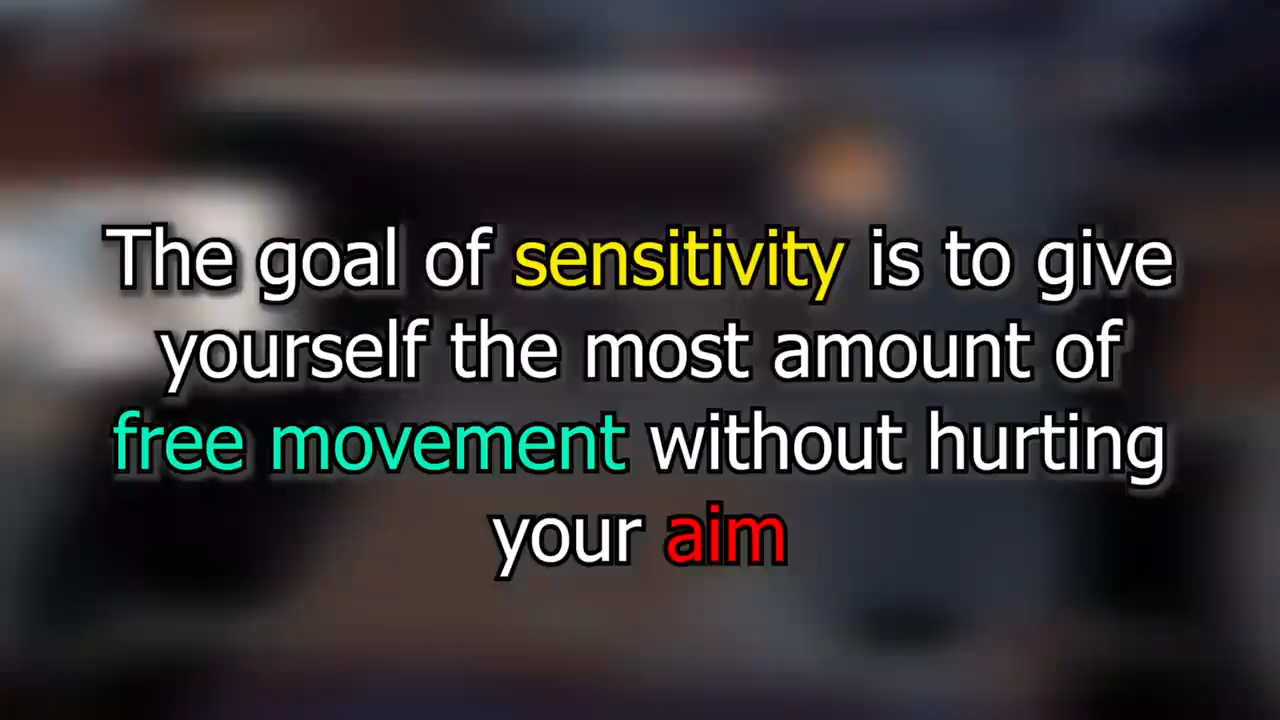 The goal of sensitivity is to give
yourself the most amount of
free movement without hurting
your aim